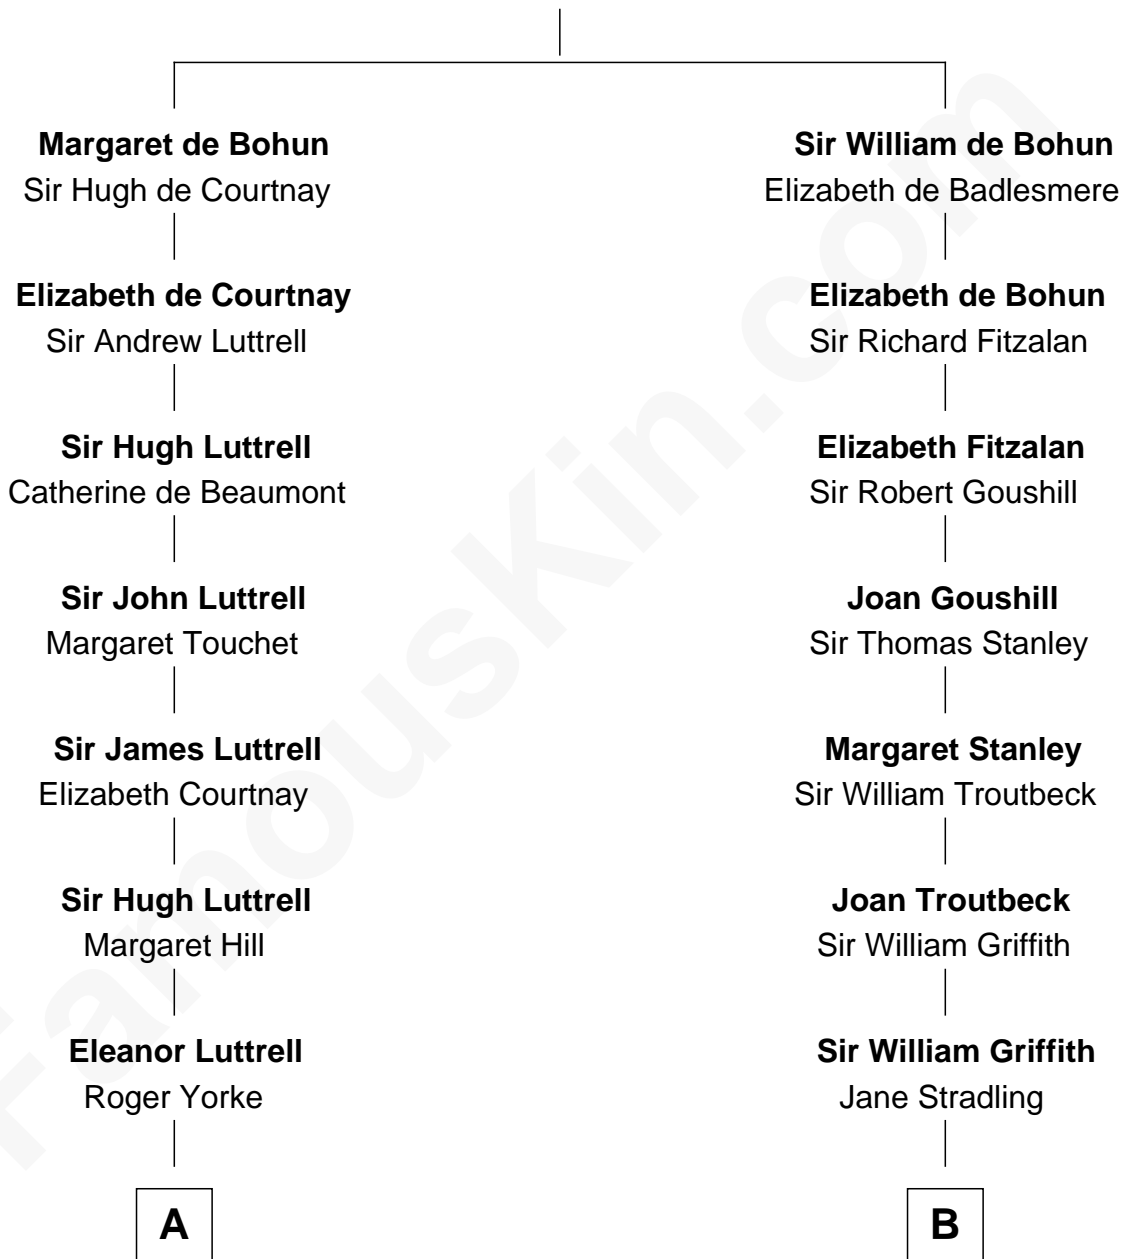 Margaret de Bohun
Sir Hugh de Courtnay
Elizabeth de Courtnay
Sir Andrew Luttrell
Sir Hugh Luttrell
Catherine de Beaumont
Sir John Luttrell
Margaret Touchet
Sir James Luttrell
Elizabeth Courtnay
Sir Hugh Luttrell
Margaret Hill
Eleanor Luttrell
Roger Yorke
A
Sir William de Bohun
Elizabeth de Badlesmere
Elizabeth de Bohun
Sir Richard Fitzalan
Elizabeth Fitzalan
Sir Robert Goushill
Joan Goushill
Sir Thomas Stanley
Margaret Stanley
Sir William Troutbeck
Joan Troutbeck
Sir William Griffith
Sir William Griffith
Jane Stradling
B
FamousKin.com